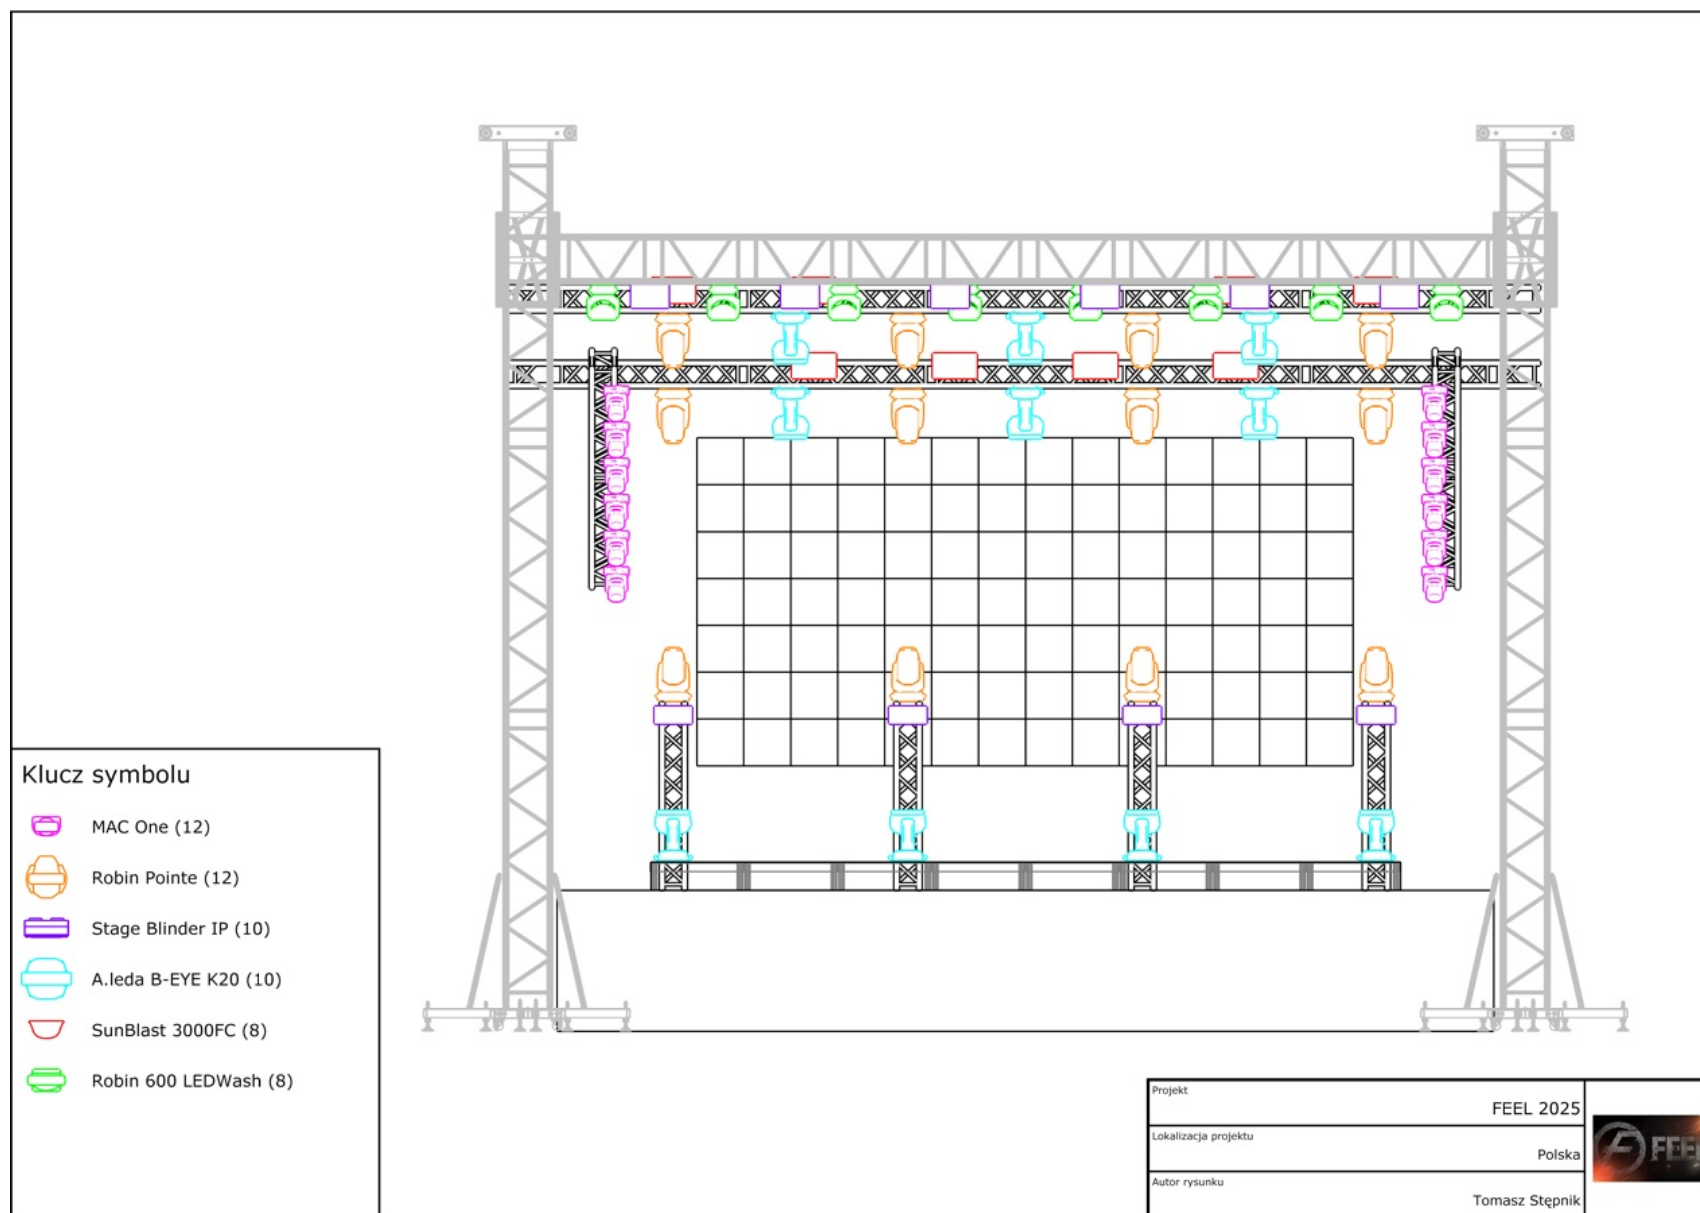 Klucz symbolu
MAC One (12)
Robin Pointe (12)
Stage Blinder IP (10)
A.leda B-EYE K20 (10)
SunBlast 3000FC (8)
Robin 600 LEDWash (8)
Projekt
FEEL 2025
Lokalizacja projektu
Polska
Autor rysunku
Tomasz Stępnik